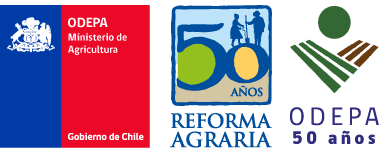 ODEPA
Ministerio de
Agricultura
Gobierno de Chile
50
AÑOS
REFORMA
AGRARIA
ODEPA
50 años